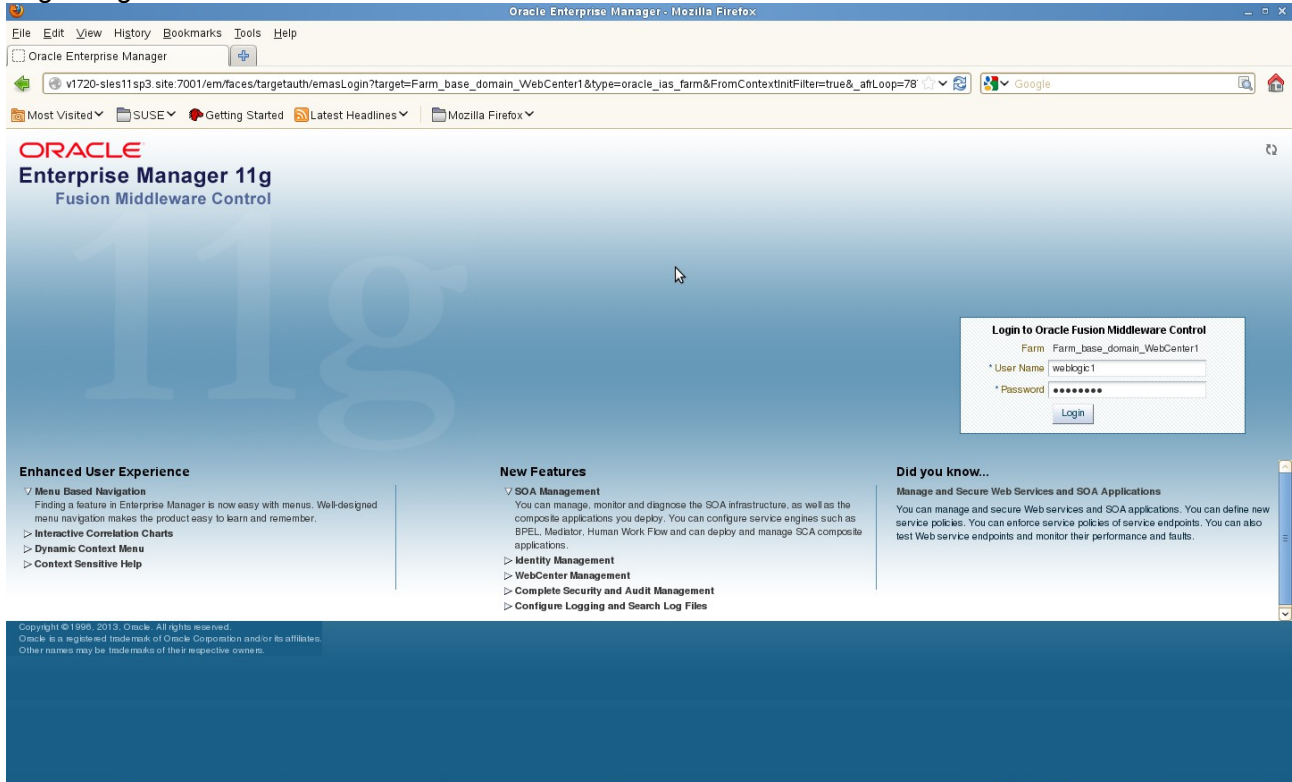 Oracle Enterprise Manager - Mozilla Firefox
File Edit View History Bookmarks Tools Help
Oracle Enterprise Manager
v1720-sles11sp3.site:7001/em/faces/targetauth/emasLogin?target=Farm_base_domain_WebCenter1&type=oracle_ias_farm&FromContextInitFilter=true&_afrLoop=78
Google
Most Visited SUSE Getting Started Latest Headlines Mozilla Firefox
ORACLE
Enterprise Manager 11g
Fusion Middleware Control
11g
Login to Oracle Fusion Middleware Control
Farm Farm_base_domain_WebCenter1
* User Name weblogic1
* Password
Login
Enhanced User Experience
Menu Based Navigation
Finding a feature in Enterprise Manager is now easy with menus. Well-designed
menu navigation makes the product easy to learn and remember.
Interactive Correlation Charts
Dynamic Context Menu
Context Sensitive Help
New Features
SOA Management
You can manage, monitor and diagnose the SOA infrastructure, as well as the
composite applications you deploy. You can configure service engines such as
BPEL, Mediator, Human Work Flow and can deploy and manage SCA composite
applications.
Identity Management
WebCenter Management
Complete Security and Audit Management
Configure Logging and Search Log Files
Did you know...
Manage and Secure Web Services and SOA Applications
You can manage and secure Web services and SOA applications. You can define new
service policies. You can enforce service policies of service endpoints. You can also
test Web service endpoints and monitor their performance and faults.
Copyright © 1996, 2013, Oracle. All rights reserved.
Oracle is a registered trademark of Oracle Corporation and/or its affiliates.
Other names may be trademarks of their respective owners.